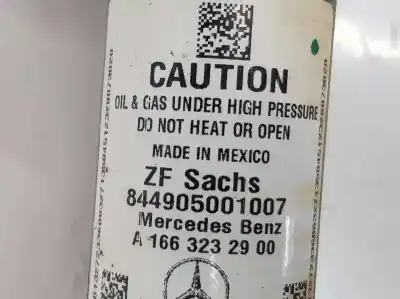 CAUTION
OIL & GAS UNDER HIGH PRESSURE
DO NOT HEAT OR OPEN
MADE IN MEXICO
ZF Sachs
844905001007
Mercedes Benz
A 166 323 29 00